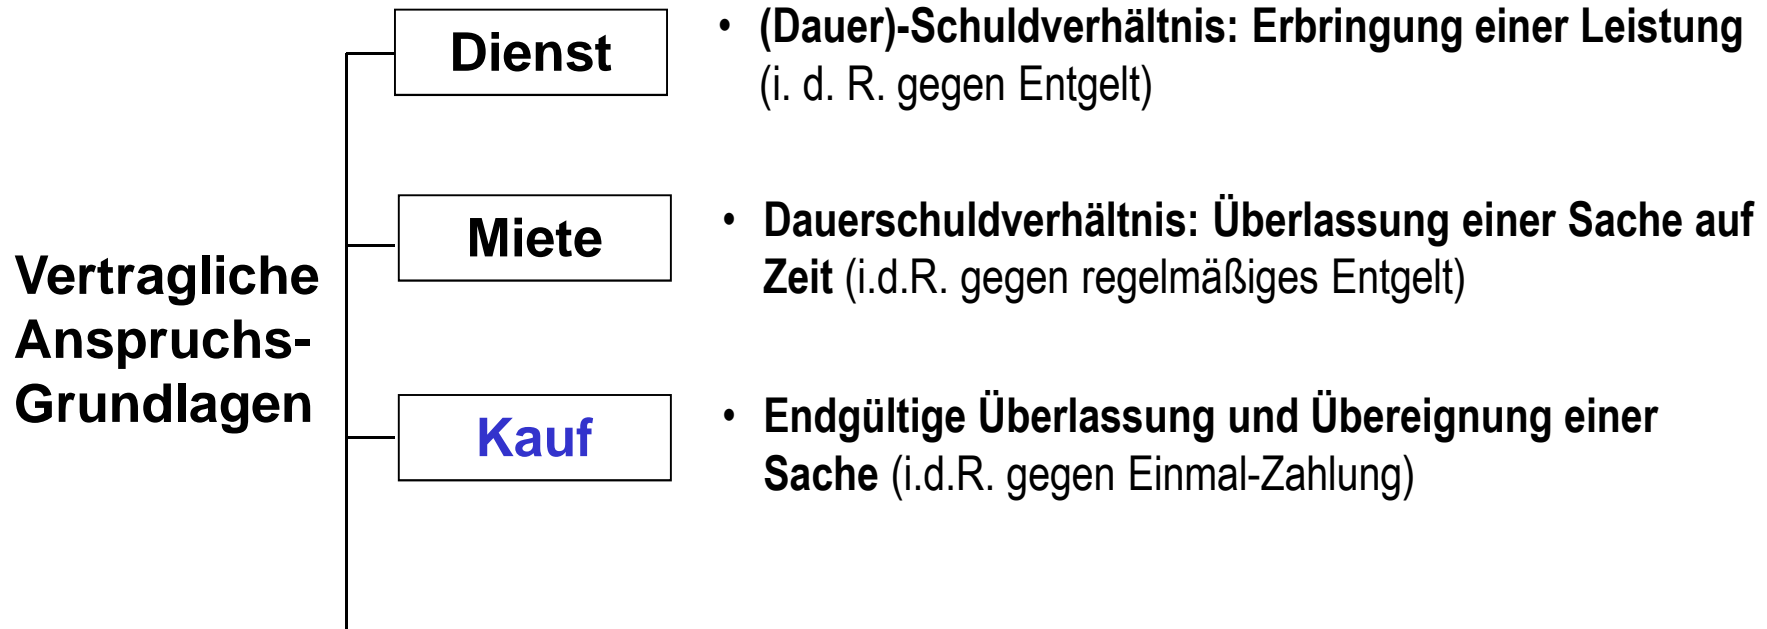 Vertragliche
Anspruchs-
Grundlagen
Dienst
• (Dauer)-Schuldverhältnis: Erbringung einer Leistung
(i. d. R. gegen Entgelt)
Miete
• Dauerschuldverhältnis: Überlassung einer Sache auf
Zeit (i.d.R. gegen regelmäßiges Entgelt)
Kauf
• Endgültige Überlassung und Übereignung einer
Sache (i.d.R. gegen Einmal-Zahlung)